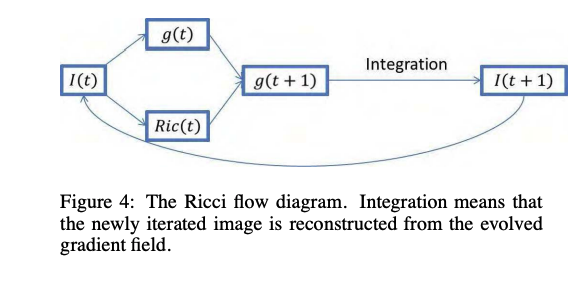 g(t)
Integration
I(t)
g(t + 1)
I(t + 1)
Ric(t)
Figure 4: The Ricci flow diagram. Integration means that
the newly iterated image is reconstructed from the evolved
gradient field.